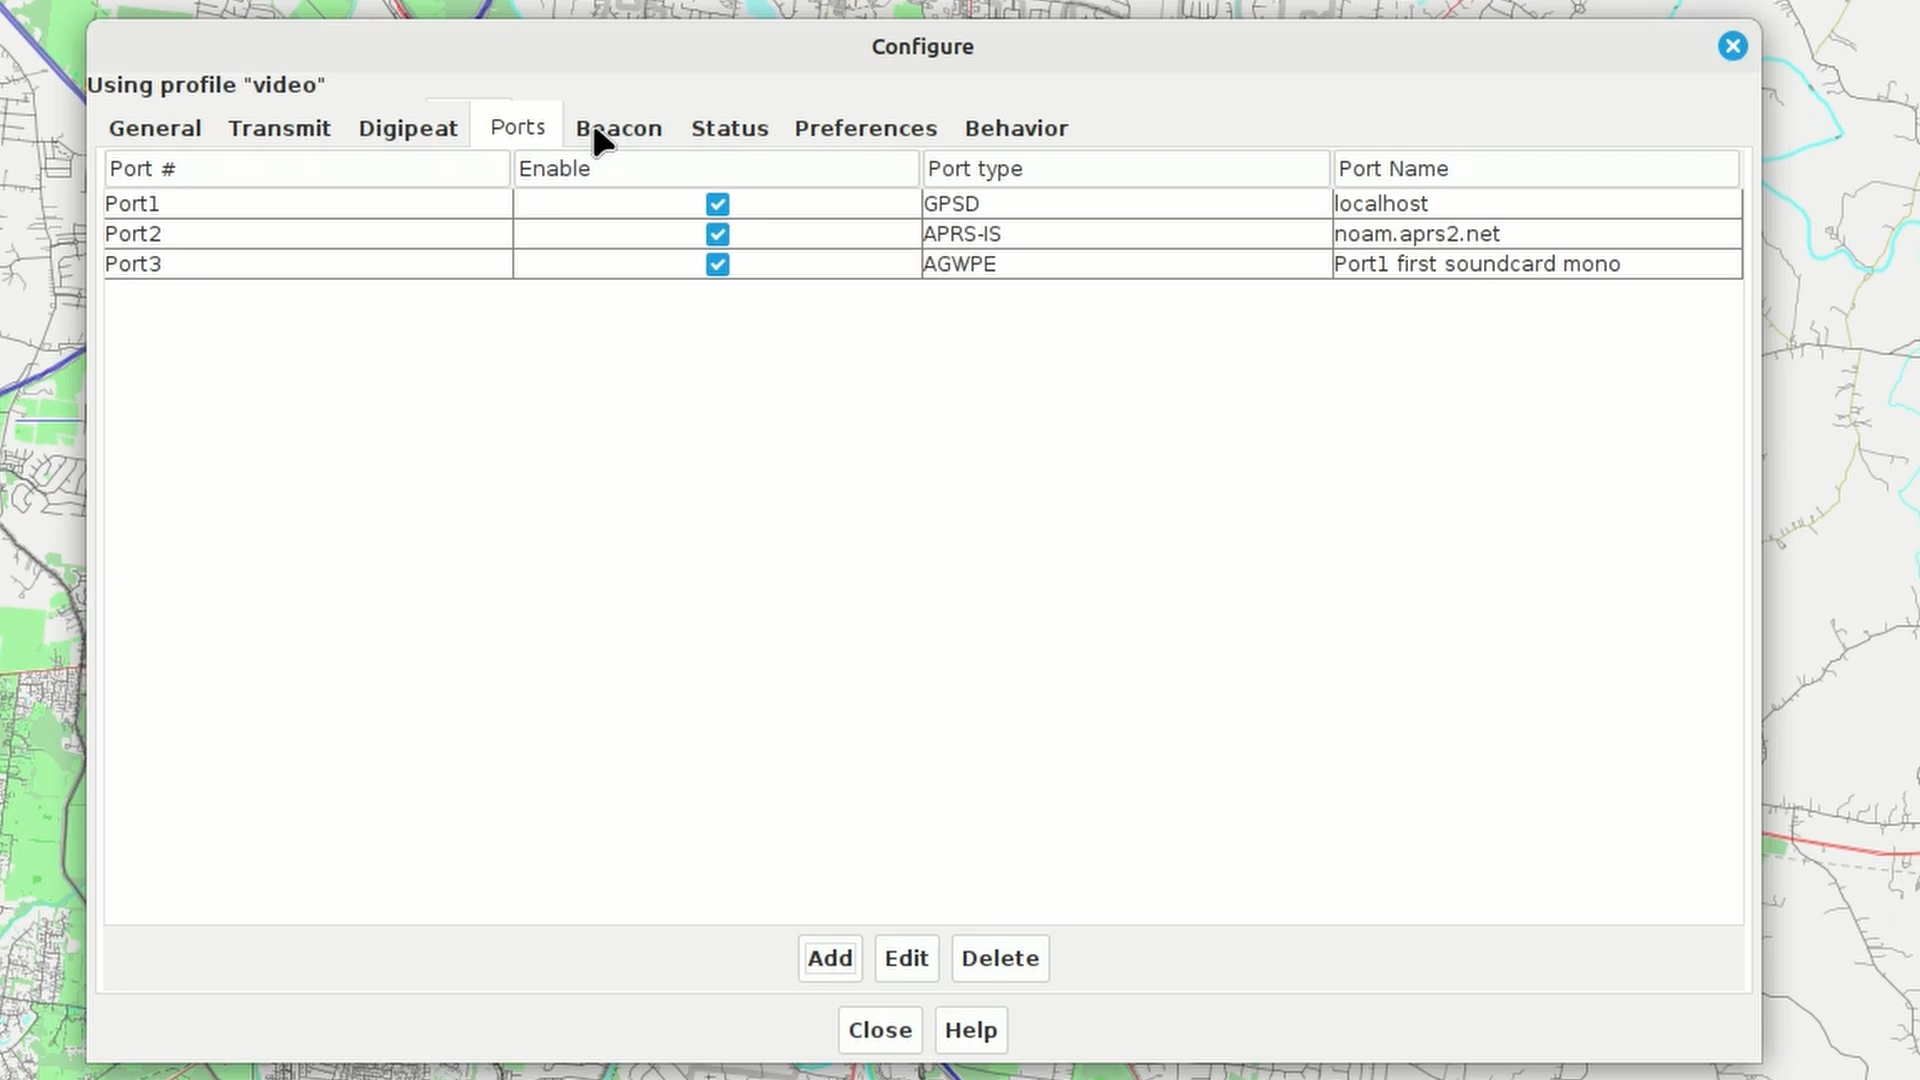 Configure
Using profile "video"
General Transmit Digipeat Ports Beacon Status Preferences Behavior
Port # Enable Port type Port Name
Port1 GPSD localhost
Port2 APRS-IS noam.aprs2.net
Port3 AGWPE Port1 first soundcard mono
Add Edit Delete
Close Help